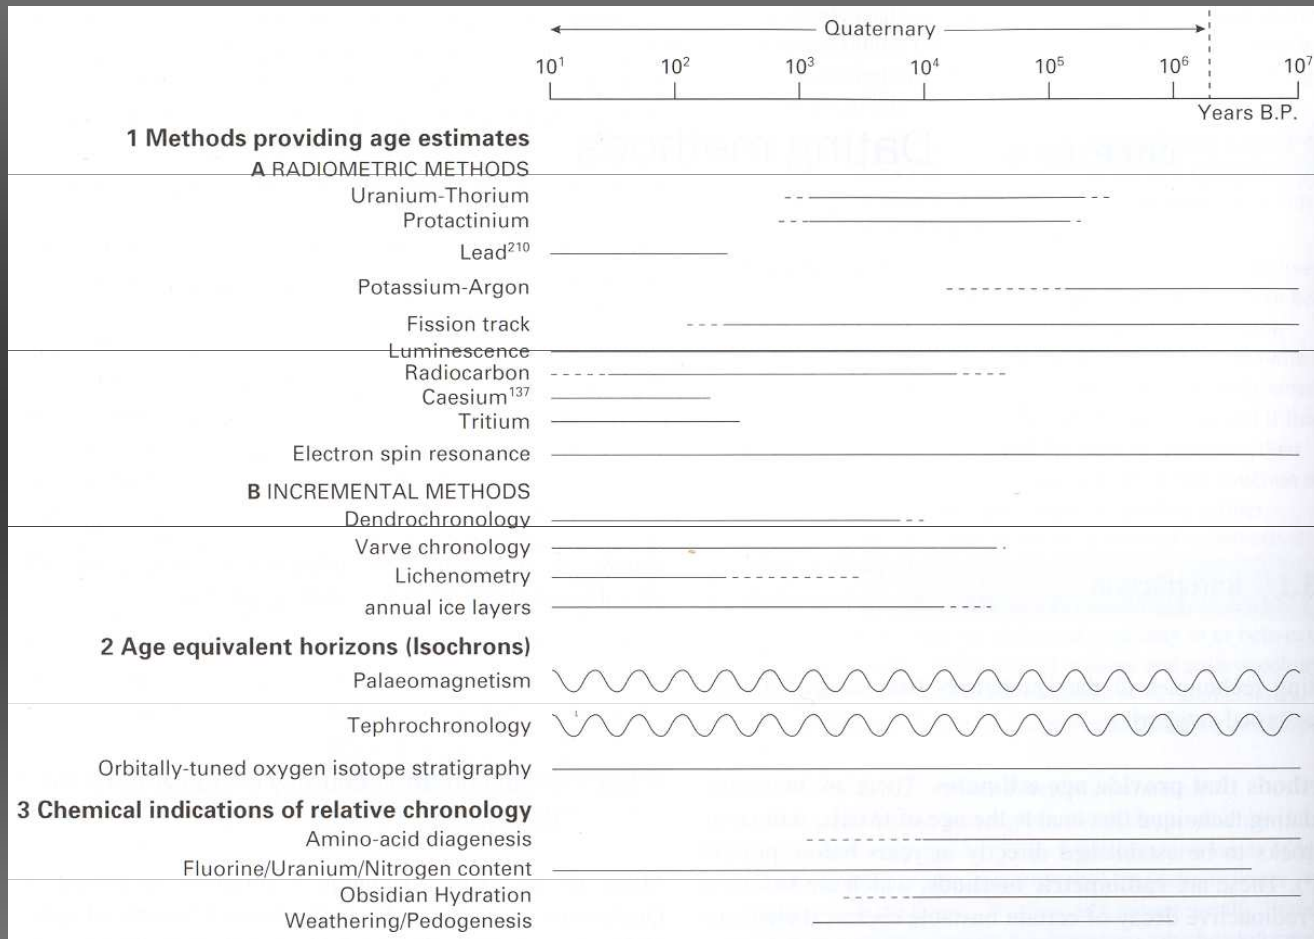 Quaternary
10¹ 10² 10³ 10⁴ 10⁵ 10⁶ 10⁷
Years B.P.
1 Methods providing age estimates
A RADIOMETRIC METHODS
Uranium-Thorium
Protactinium
Lead²¹⁰
Potassium-Argon
Fission track
Luminescence
Radiocarbon
Caesium¹³⁷
Tritium
Electron spin resonance
B INCREMENTAL METHODS
Dendrochronology
Varve chronology
Lichenometry
annual ice layers
2 Age equivalent horizons (Isochrons)
Palaeomagnetism
Tephrochronology
Orbitally-tuned oxygen isotope stratigraphy
3 Chemical indications of relative chronology
Amino-acid diagenesis
Fluorine/Uranium/Nitrogen content
Obsidian Hydration
Weathering/Pedogenesis